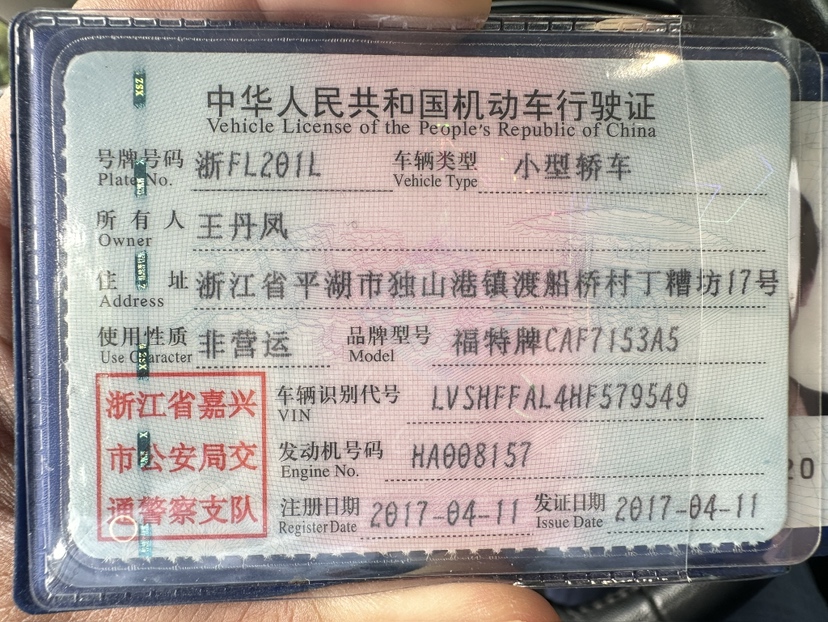 中华人民共和国机动车行驶证
Vehicle License of the People's Republic of China
号牌号码 浙FL201L 车辆类型 小型轿车
Plate No. Vehicle Type
所有人 王丹凤
Owner
住址 浙江省平湖市独山港镇渡船桥村丁糟坊17号
Address
使用性质 非营运 品牌型号 福特牌CAF7153A5
Use Character Model
浙江省嘉兴
市公安局交
通警察支队
车辆识别代号 LVSHFFAL4HF579549
VIN
发动机号码 HA008157
Engine No.
注册日期 2017-04-11 发证日期 2017-04-11
Register Date Issue Date
XSZ
20